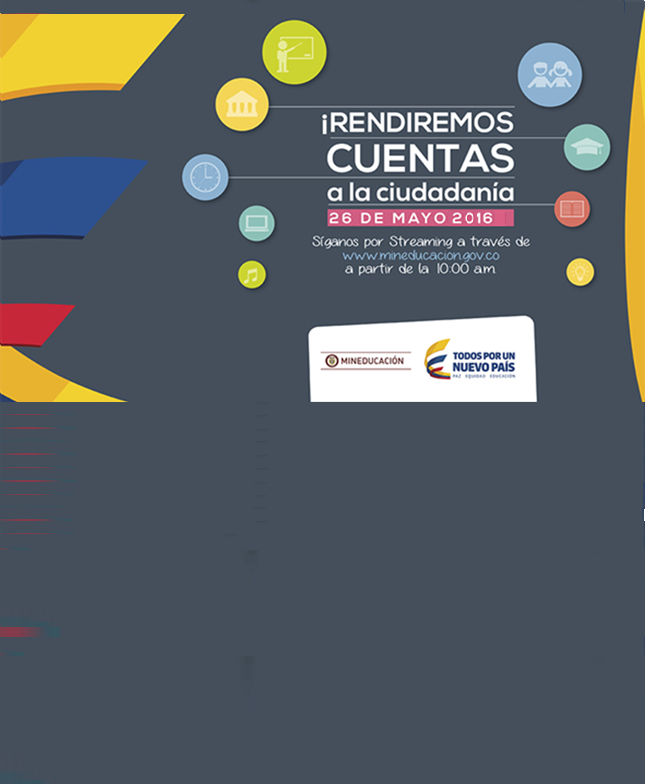 ¡RENDIREMOS
CUENTAS
a la ciudadanía
26 DE MAYO 2016
Síganos por Streaming a través de
www.mineducacion.gov.co
a partir de la 10:00 a.m.
MINEDUCACIÓN
TODOS POR UN
NUEVO PAÍS
PAZ EQUIDAD EDUCACIÓN